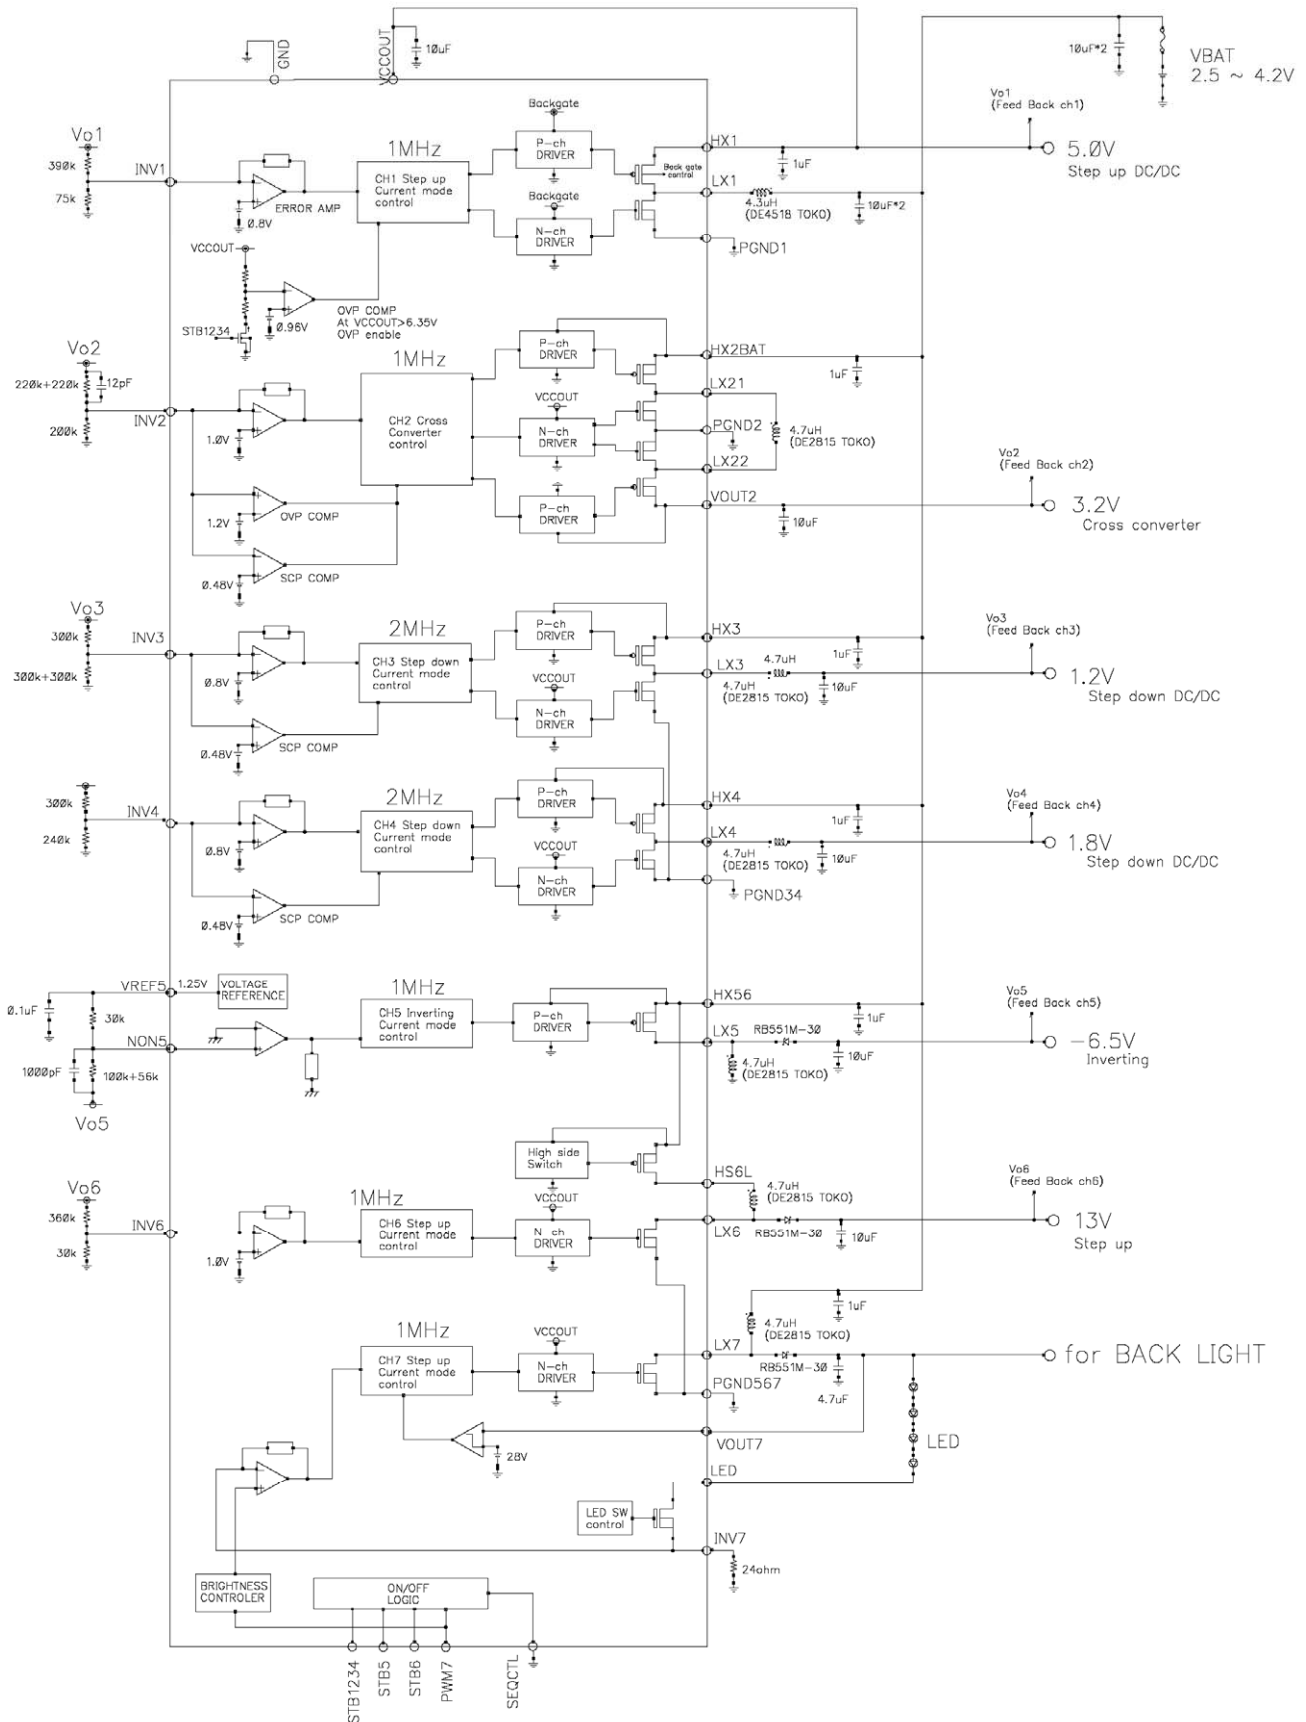 GND
VCCOUT
10uF
10uF*2
VBAT
2.5 ~ 4.2V
Vo1
(Feed Back ch1)
Vo1
390k
75k
INV1
0.8V
ERROR AMP
1MHz
CH1 Step up
Current mode
control
Backgate
P-ch
DRIVER
Backgate
N-ch
DRIVER
Back gate
control
HX1
1uF
LX1
4.3uH
(DE4518 TOKO)
10uF*2
PGND1
5.0V
Step up DC/DC
VCCOUT
STB1234
0.96V
OVP COMP
At VCCOUT>6.35V
OVP enable
Vo2
220k+220k
12pF
200k
INV2
1.0V
1.2V
OVP COMP
0.48V
SCP COMP
1MHz
CH2 Cross
Converter
control
P-ch
DRIVER
VCCOUT
N-ch
DRIVER
P-ch
DRIVER
HX2BAT
1uF
LX21
PGND2
4.7uH
(DE2815 TOKO)
LX22
VOUT2
10uF
Vo2
(Feed Back ch2)
3.2V
Cross converter
Vo3
300k
300k+300k
INV3
0.8V
0.48V
SCP COMP
2MHz
CH3 Step down
Current mode
control
P-ch
DRIVER
VCCOUT
N-ch
DRIVER
HX3
1uF
LX3
4.7uH
4.7uH
(DE2815 TOKO)
10uF
Vo3
(Feed Back ch3)
1.2V
Step down DC/DC
300k
240k
INV4
0.8V
0.48V
SCP COMP
2MHz
CH4 Step down
Current mode
control
P-ch
DRIVER
VCCOUT
N-ch
DRIVER
HX4
1uF
LX4
4.7uH
(DE2815 TOKO)
10uF
PGND34
Vo4
(Feed Back ch4)
1.8V
Step down DC/DC
VREF5
1.25V
VOLTAGE
REFERENCE
0.1uF
30k
NON5
1000pF
100k+56k
Vo5
1MHz
CH5 Inverting
Current mode
control
P-ch
DRIVER
HX56
1uF
LX5
RB551M-30
4.7uH
(DE2815 TOKO)
10uF
Vo5
(Feed Back ch5)
-6.5V
Inverting
High side
Switch
HS6L
4.7uH
(DE2815 TOKO)
Vo6
360k
30k
INV6
1.0V
1MHz
CH6 Step up
Current mode
control
VCCOUT
N ch
DRIVER
LX6
RB551M-30
10uF
Vo6
(Feed Back ch6)
13V
Step up
1uF
4.7uH
(DE2815 TOKO)
1MHz
CH7 Step up
Current mode
control
VCCOUT
N-ch
DRIVER
LX7
RB551M-30
4.7uF
PGND567
for BACK LIGHT
28V
VOUT7
LED
LED
LED SW
control
INV7
24ohm
BRIGHTNESS
CONTROLER
ON/OFF
LOGIC
STB1234
STB5
STB6
PWM7
SEQCTL